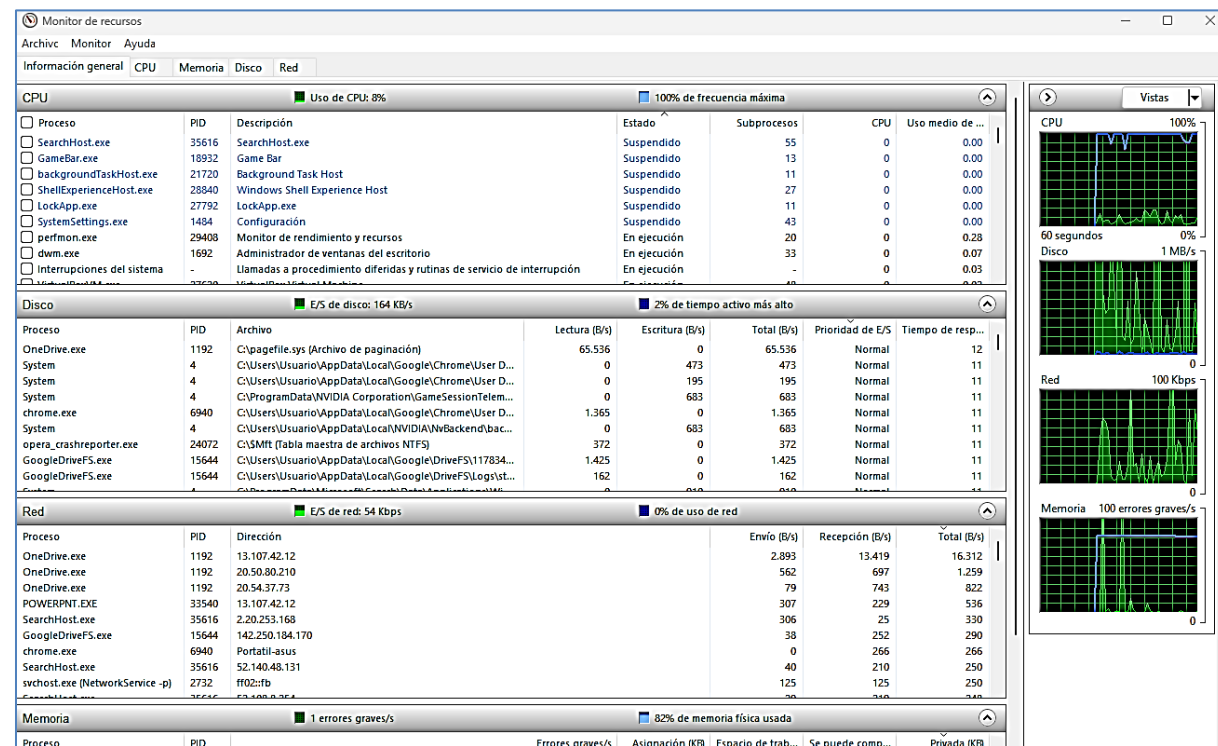 Monitor de recursos
Archivc Monitor Ayuda
Información general CPU Memoria Disco Red
CPU Uso de CPU: 8% 100% de frecuencia máxima
Proceso PID Descripción Estado Subprocesos CPU Uso medio de ...
SearchHost.exe 35616 SearchHost.exe Suspendido 55 0 0.00
GameBar.exe 18932 Game Bar Suspendido 13 0 0.00
backgroundTaskHost.exe 21720 Background Task Host Suspendido 11 0 0.00
ShellExperienceHost.exe 28840 Windows Shell Experience Host Suspendido 27 0 0.00
LockApp.exe 27792 LockApp.exe Suspendido 11 0 0.00
SystemSettings.exe 1484 Configuración Suspendido 43 0 0.00
perfmon.exe 29408 Monitor de rendimiento y recursos En ejecución 20 0 0.28
dwm.exe 1692 Administrador de ventanas del escritorio En ejecución 33 0 0.07
Interrupciones del sistema - Llamadas a procedimiento diferidas y rutinas de servicio de interrupción En ejecución - 0 0.03
Disco E/S de disco: 164 KB/s 2% de tiempo activo más alto
Proceso PID Archivo Lectura (B/s) Escritura (B/s) Total (B/s) Prioridad de E/S Tiempo de resp...
OneDrive.exe 1192 C:\pagefile.sys (Archivo de paginación) 65.536 0 65.536 Normal 12
System 4 C:\Users\Usuario\AppData\Local\Google\Chrome\User D... 0 473 473 Normal 11
System 4 C:\Users\Usuario\AppData\Local\Google\Chrome\User D... 0 195 195 Normal 11
System 4 C:\ProgramData\NVIDIA Corporation\GameSessionTelem... 0 683 683 Normal 11
chrome.exe 6940 C:\Users\Usuario\AppData\Local\Google\Chrome\User D... 1.365 0 1.365 Normal 11
System 4 C:\Users\Usuario\AppData\Local\NVIDIA\NvBackend\bac... 0 683 683 Normal 11
opera_crashreporter.exe 24072 C:\$Mft (Tabla maestra de archivos NTFS) 372 0 372 Normal 11
GoogleDriveFS.exe 15644 C:\Users\Usuario\AppData\Local\Google\DriveFS\117834... 1.425 0 1.425 Normal 11
GoogleDriveFS.exe 15644 C:\Users\Usuario\AppData\Local\Google\DriveFS\Logs\st... 162 0 162 Normal 11
Red E/S de red: 54 Kbps 0% de uso de red
Proceso PID Dirección Envío (B/s) Recepción (B/s) Total (B/s)
OneDrive.exe 1192 13.107.42.12 2.893 13.419 16.312
OneDrive.exe 1192 20.50.80.210 562 697 1.259
OneDrive.exe 1192 20.54.37.73 79 743 822
POWERPNT.EXE 33540 13.107.42.12 307 229 536
SearchHost.exe 35616 2.20.253.168 306 25 330
GoogleDriveFS.exe 15644 142.250.184.170 38 252 290
chrome.exe 6940 Portatil-asus 0 266 266
SearchHost.exe 35616 52.140.48.131 40 210 250
svchost.exe (NetworkService -p) 2732 ff02::fb 125 125 250
Memoria 1 errores graves/s 82% de memoria física usada
Proceso PID Errores graves/s Asignación (KB) Espacio de trab... Se puede comp... Privada (KB)
Vistas
CPU 100%
60 segundos 0%
Disco 1 MB/s
0
Red 100 Kbps
0
Memoria 100 errores graves/s
0